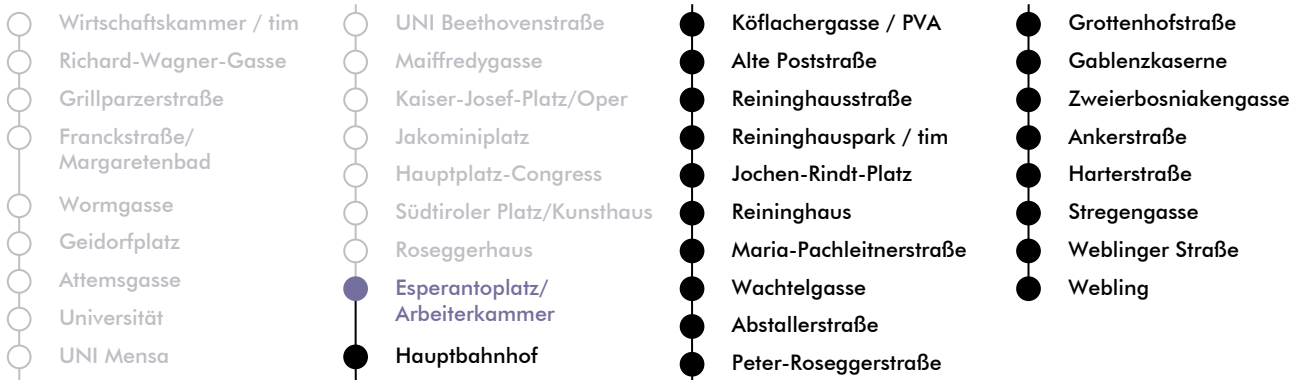 Wirtschaftskammer / tim
Richard-Wagner-Gasse
Grillparzerstraße
Franckstraße/
Margaretenbad
Wormgasse
Geidorfplatz
Attemsgasse
Universität
UNI Mensa
UNI Beethovenstraße
Maiffredygasse
Kaiser-Josef-Platz/Oper
Jakominiplatz
Hauptplatz-Congress
Südtiroler Platz/Kunsthaus
Roseggerhaus
Esperantoplatz/
Arbeiterkammer
Hauptbahnhof
Köflachergasse / PVA
Alte Poststraße
Reininghausstraße
Reininghauspark / tim
Jochen-Rindt-Platz
Reininghaus
Maria-Pachleitnerstraße
Wachtelgasse
Abstallerstraße
Peter-Roseggerstraße
Grottenhofstraße
Gablenzkaserne
Zweierbosniakengasse
Ankerstraße
Harterstraße
Stregengasse
Weblinger Straße
Webling